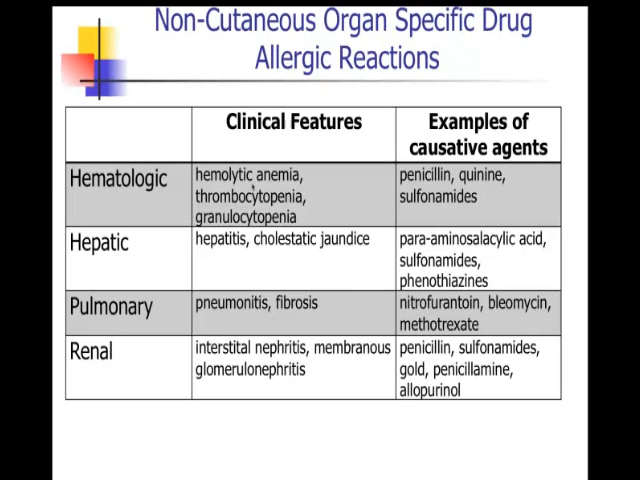 Non-Cutaneous Organ Specific Drug
Allergic Reactions
Clinical Features
Examples of
causative agents
Hematologic
hemolytic anemia,
thrombocytopenia,
granulocytopenia
penicillin, quinine,
sulfonamides
Hepatic
hepatitis, cholestatic jaundice
para-aminosalacylic acid,
sulfonamides,
phenothiazines
Pulmonary
pneumonitis, fibrosis
nitrofurantoin, bleomycin,
methotrexate
Renal
interstital nephritis, membranous
glomerulonephritis
penicillin, sulfonamides,
gold, penicillamine,
allopurinol